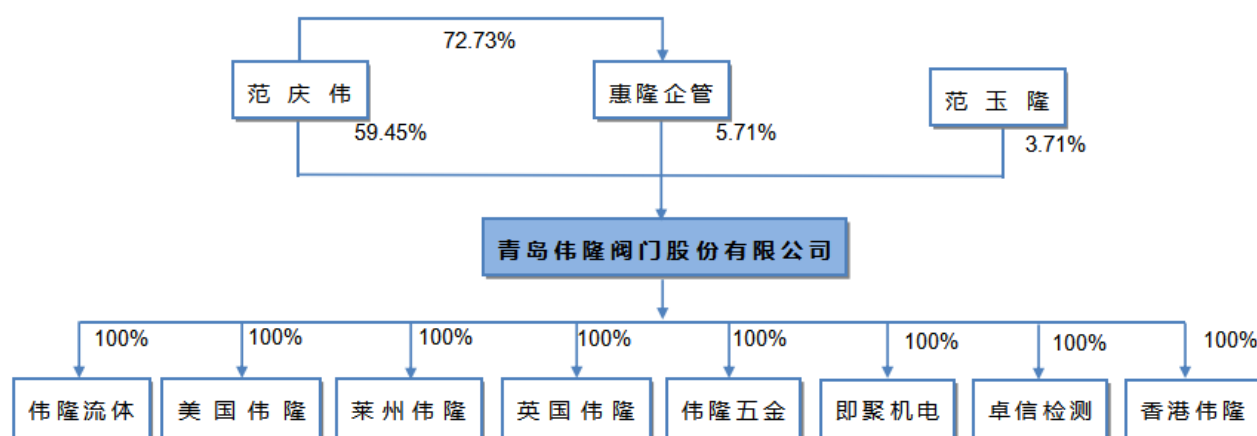 72.73%
范庆伟
惠隆企管
范玉隆
59.45%
5.71%
3.71%
青岛伟隆阀门股份有限公司
100%
100%
100%
100%
100%
100%
100%
100%
伟隆流体
美国伟隆
莱州伟隆
英国伟隆
伟隆五金
即聚机电
卓信检测
香港伟隆